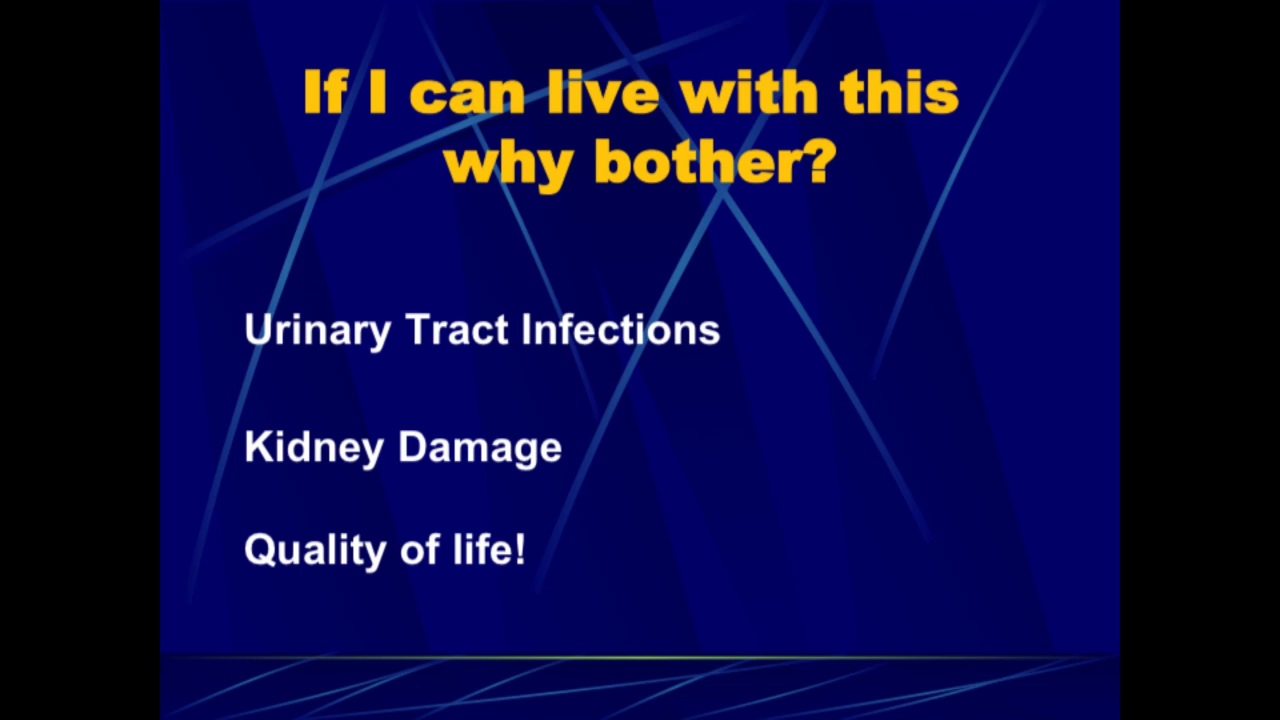 If I can live with this
why bother?
Urinary Tract Infections
Kidney Damage
Quality of life!